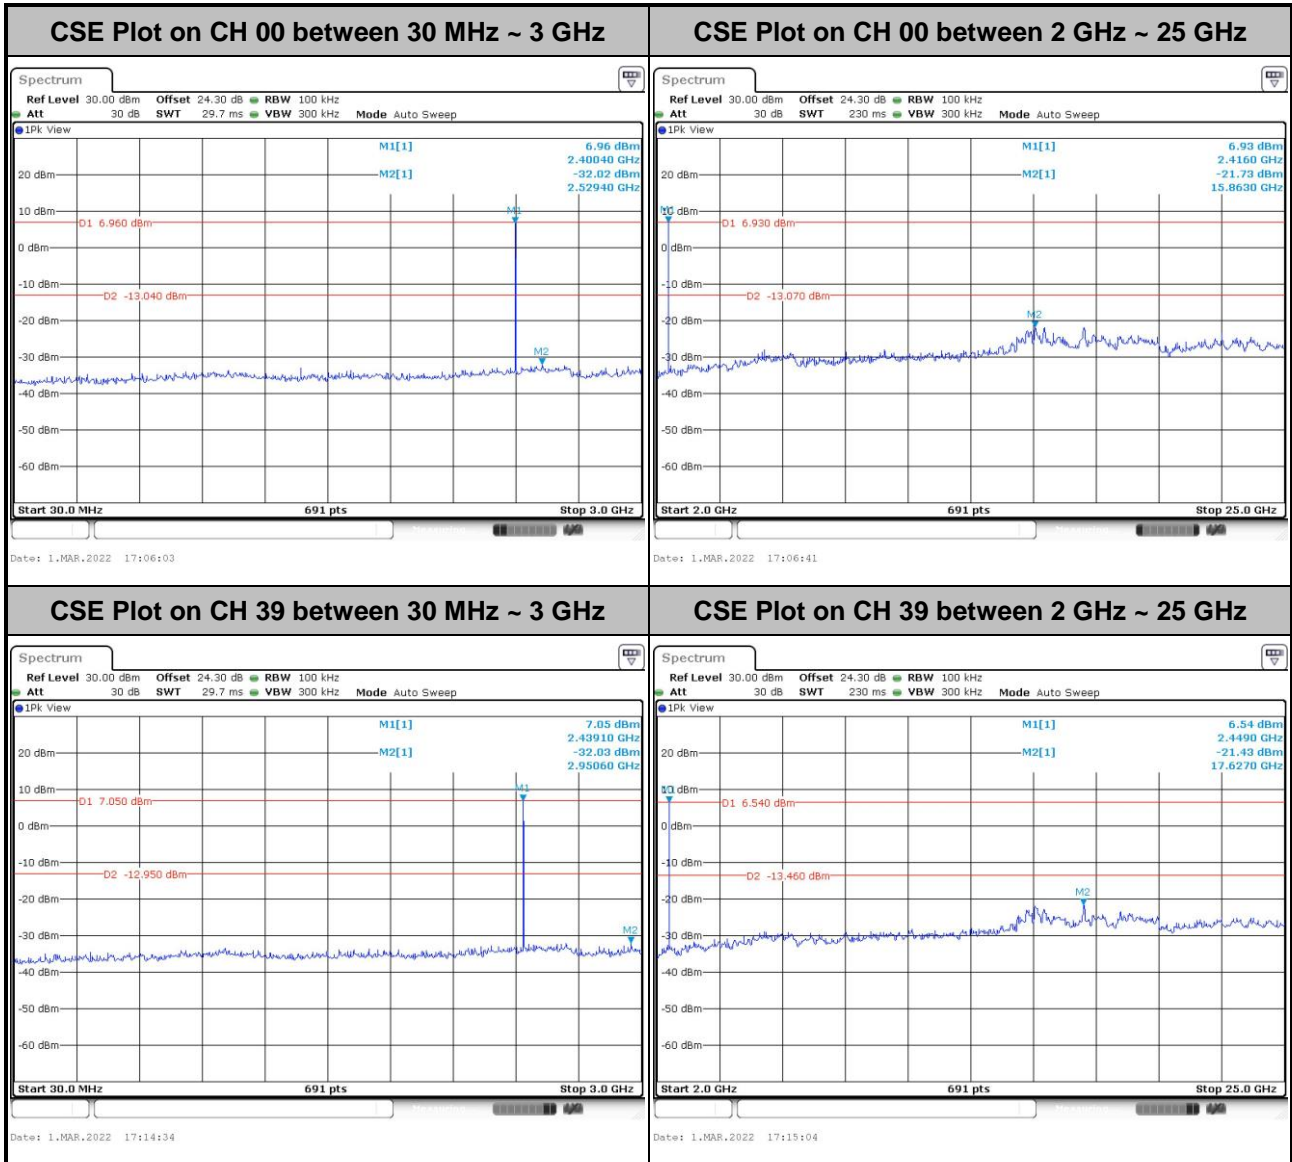 CSE Plot on CH 00 between 30 MHz ~ 3 GHz
Spectrum
Ref Level 30.00 dBm Offset 24.30 dB RBW 100 kHz
Att 30 dB SWT 29.7 ms VBW 300 kHz Mode Auto Sweep
1Pk View
M1[1] 6.96 dBm
2.40040 GHz
20 dBm M2[1] -32.02 dBm
2.52940 GHz
10 dBm M1
D1 6.960 dBm
0 dBm
-10 dBm
D2 -13.040 dBm
-20 dBm
-30 dBm M2
-40 dBm
-50 dBm
-60 dBm
Start 30.0 MHz 691 pts Stop 3.0 GHz
Date: 1.MAR.2022 17:06:03
CSE Plot on CH 00 between 2 GHz ~ 25 GHz
Spectrum
Ref Level 30.00 dBm Offset 24.30 dB RBW 100 kHz
Att 30 dB SWT 230 ms VBW 300 kHz Mode Auto Sweep
1Pk View
M1[1] 6.93 dBm
2.4160 GHz
20 dBm M2[1] -21.73 dBm
15.8630 GHz
10 dBm
D1 6.930 dBm
0 dBm
-10 dBm
D2 -13.070 dBm
-20 dBm M2
-30 dBm
-40 dBm
-50 dBm
-60 dBm
Start 2.0 GHz 691 pts Stop 25.0 GHz
Date: 1.MAR.2022 17:06:41
CSE Plot on CH 39 between 30 MHz ~ 3 GHz
Spectrum
Ref Level 30.00 dBm Offset 24.30 dB RBW 100 kHz
Att 30 dB SWT 29.7 ms VBW 300 kHz Mode Auto Sweep
1Pk View
M1[1] 7.05 dBm
2.43910 GHz
20 dBm M2[1] -32.03 dBm
2.95060 GHz
10 dBm M1
D1 7.050 dBm
0 dBm
-10 dBm
D2 -12.950 dBm
-20 dBm
-30 dBm M2
-40 dBm
-50 dBm
-60 dBm
Start 30.0 MHz 691 pts Stop 3.0 GHz
Date: 1.MAR.2022 17:14:34
CSE Plot on CH 39 between 2 GHz ~ 25 GHz
Spectrum
Ref Level 30.00 dBm Offset 24.30 dB RBW 100 kHz
Att 30 dB SWT 230 ms VBW 300 kHz Mode Auto Sweep
1Pk View
M1[1] 6.54 dBm
2.4490 GHz
20 dBm M2[1] -21.43 dBm
17.6270 GHz
10 dBm
D1 6.540 dBm
0 dBm
-10 dBm
D2 -13.460 dBm
-20 dBm M2
-30 dBm
-40 dBm
-50 dBm
-60 dBm
Start 2.0 GHz 691 pts Stop 25.0 GHz
Date: 1.MAR.2022 17:15:04